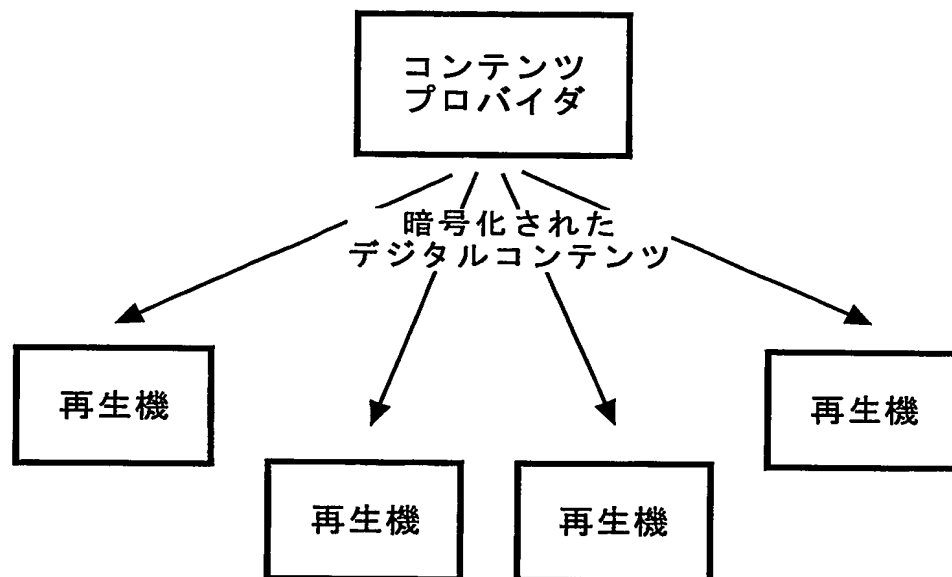 コンテンツ
プロバイダ
暗号化された
デジタルコンテンツ
再生機
再生機
再生機
再生機